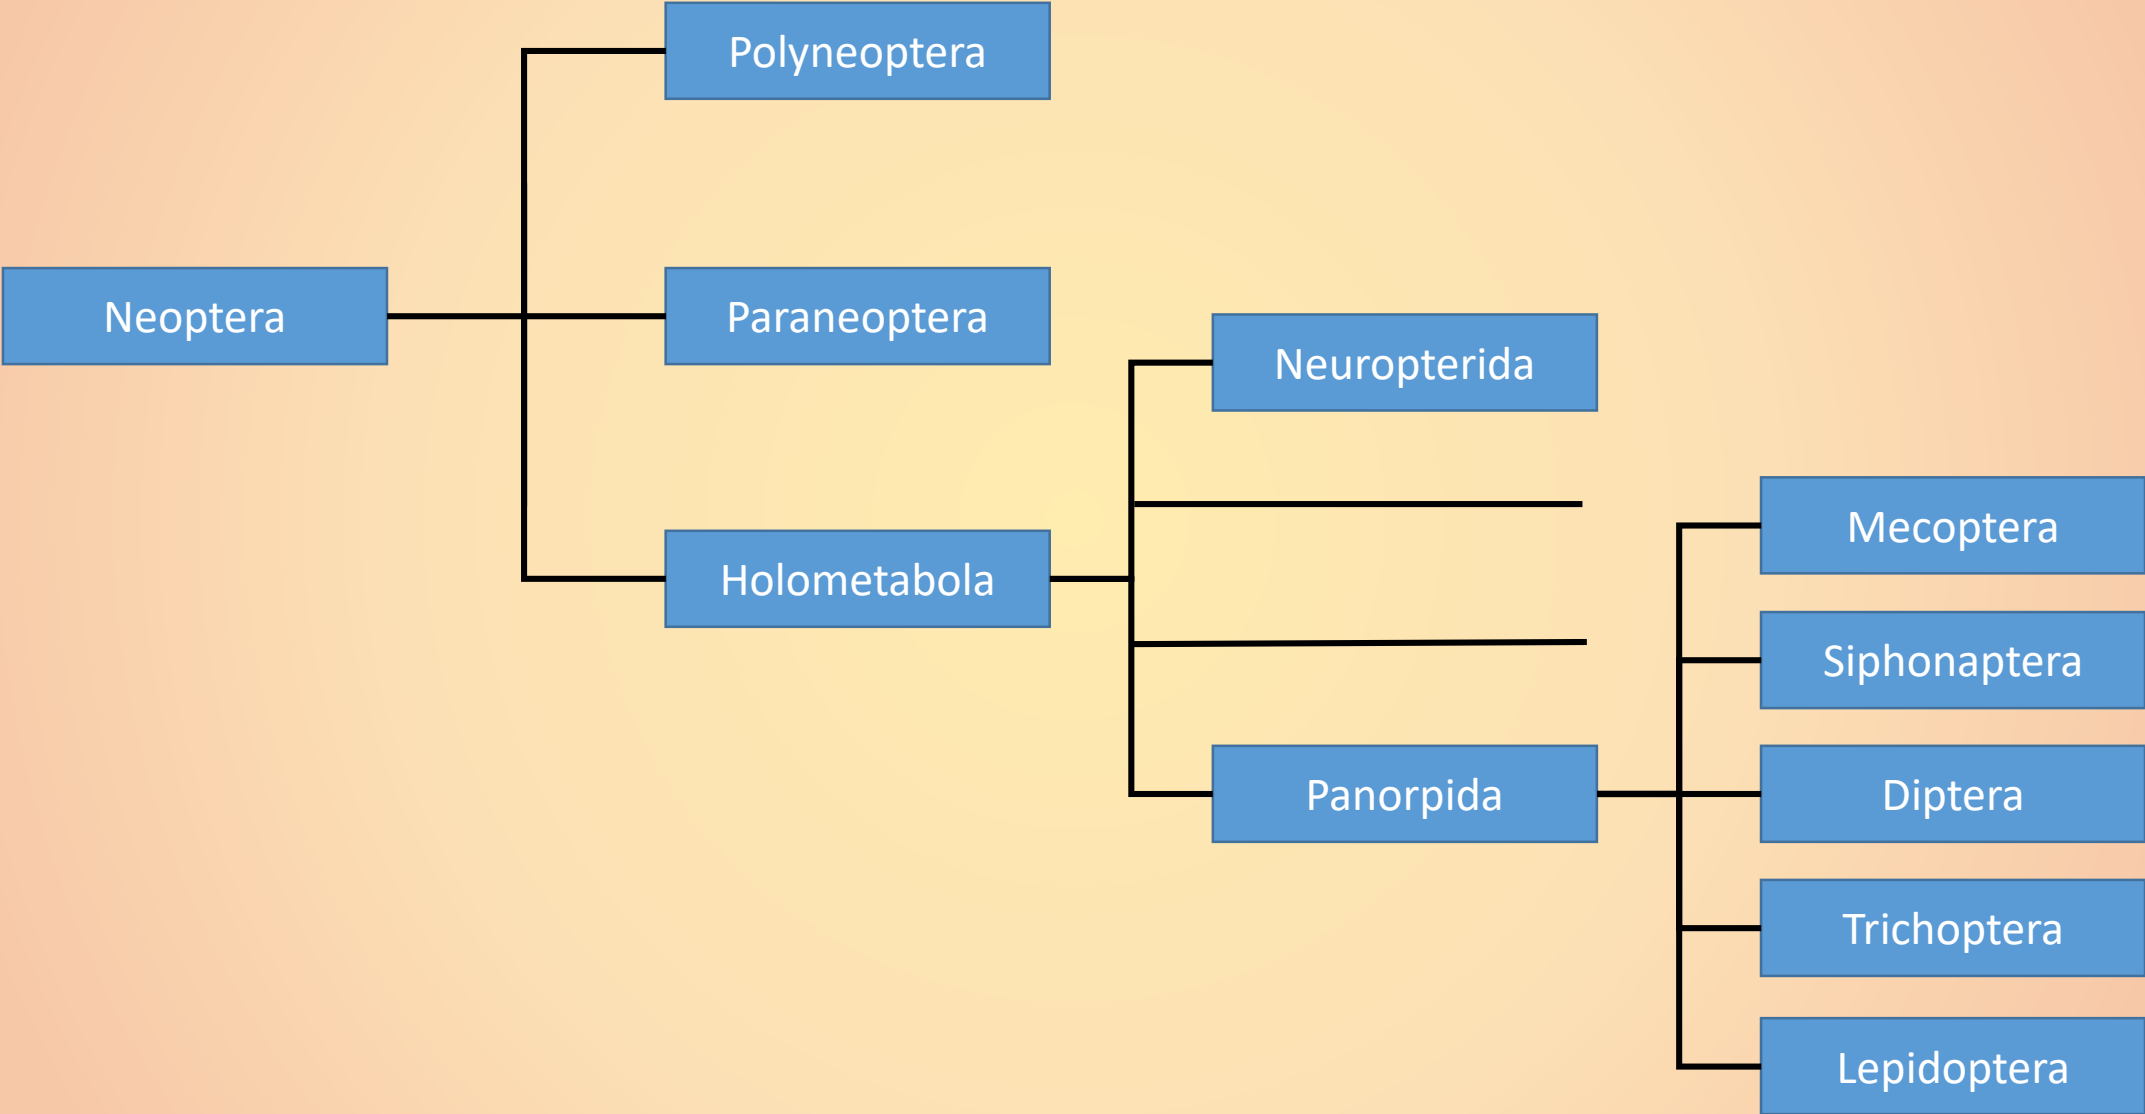 Polyneoptera
Neoptera
Paraneoptera
Neuropterida
Holometabola
Mecoptera
Siphonaptera
Panorpida
Diptera
Trichoptera
Lepidoptera